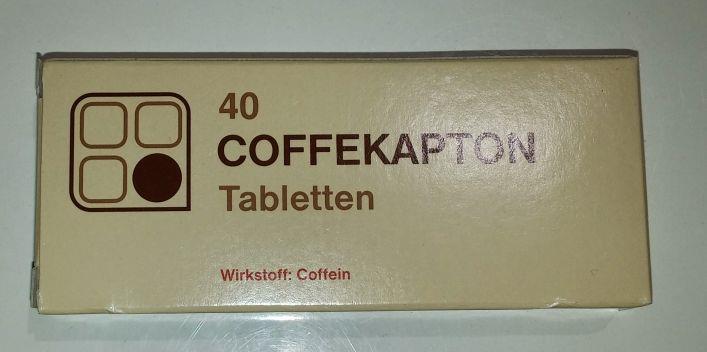 40
COFFEKAPTON
Tabletten
Wirkstoff: Coffein